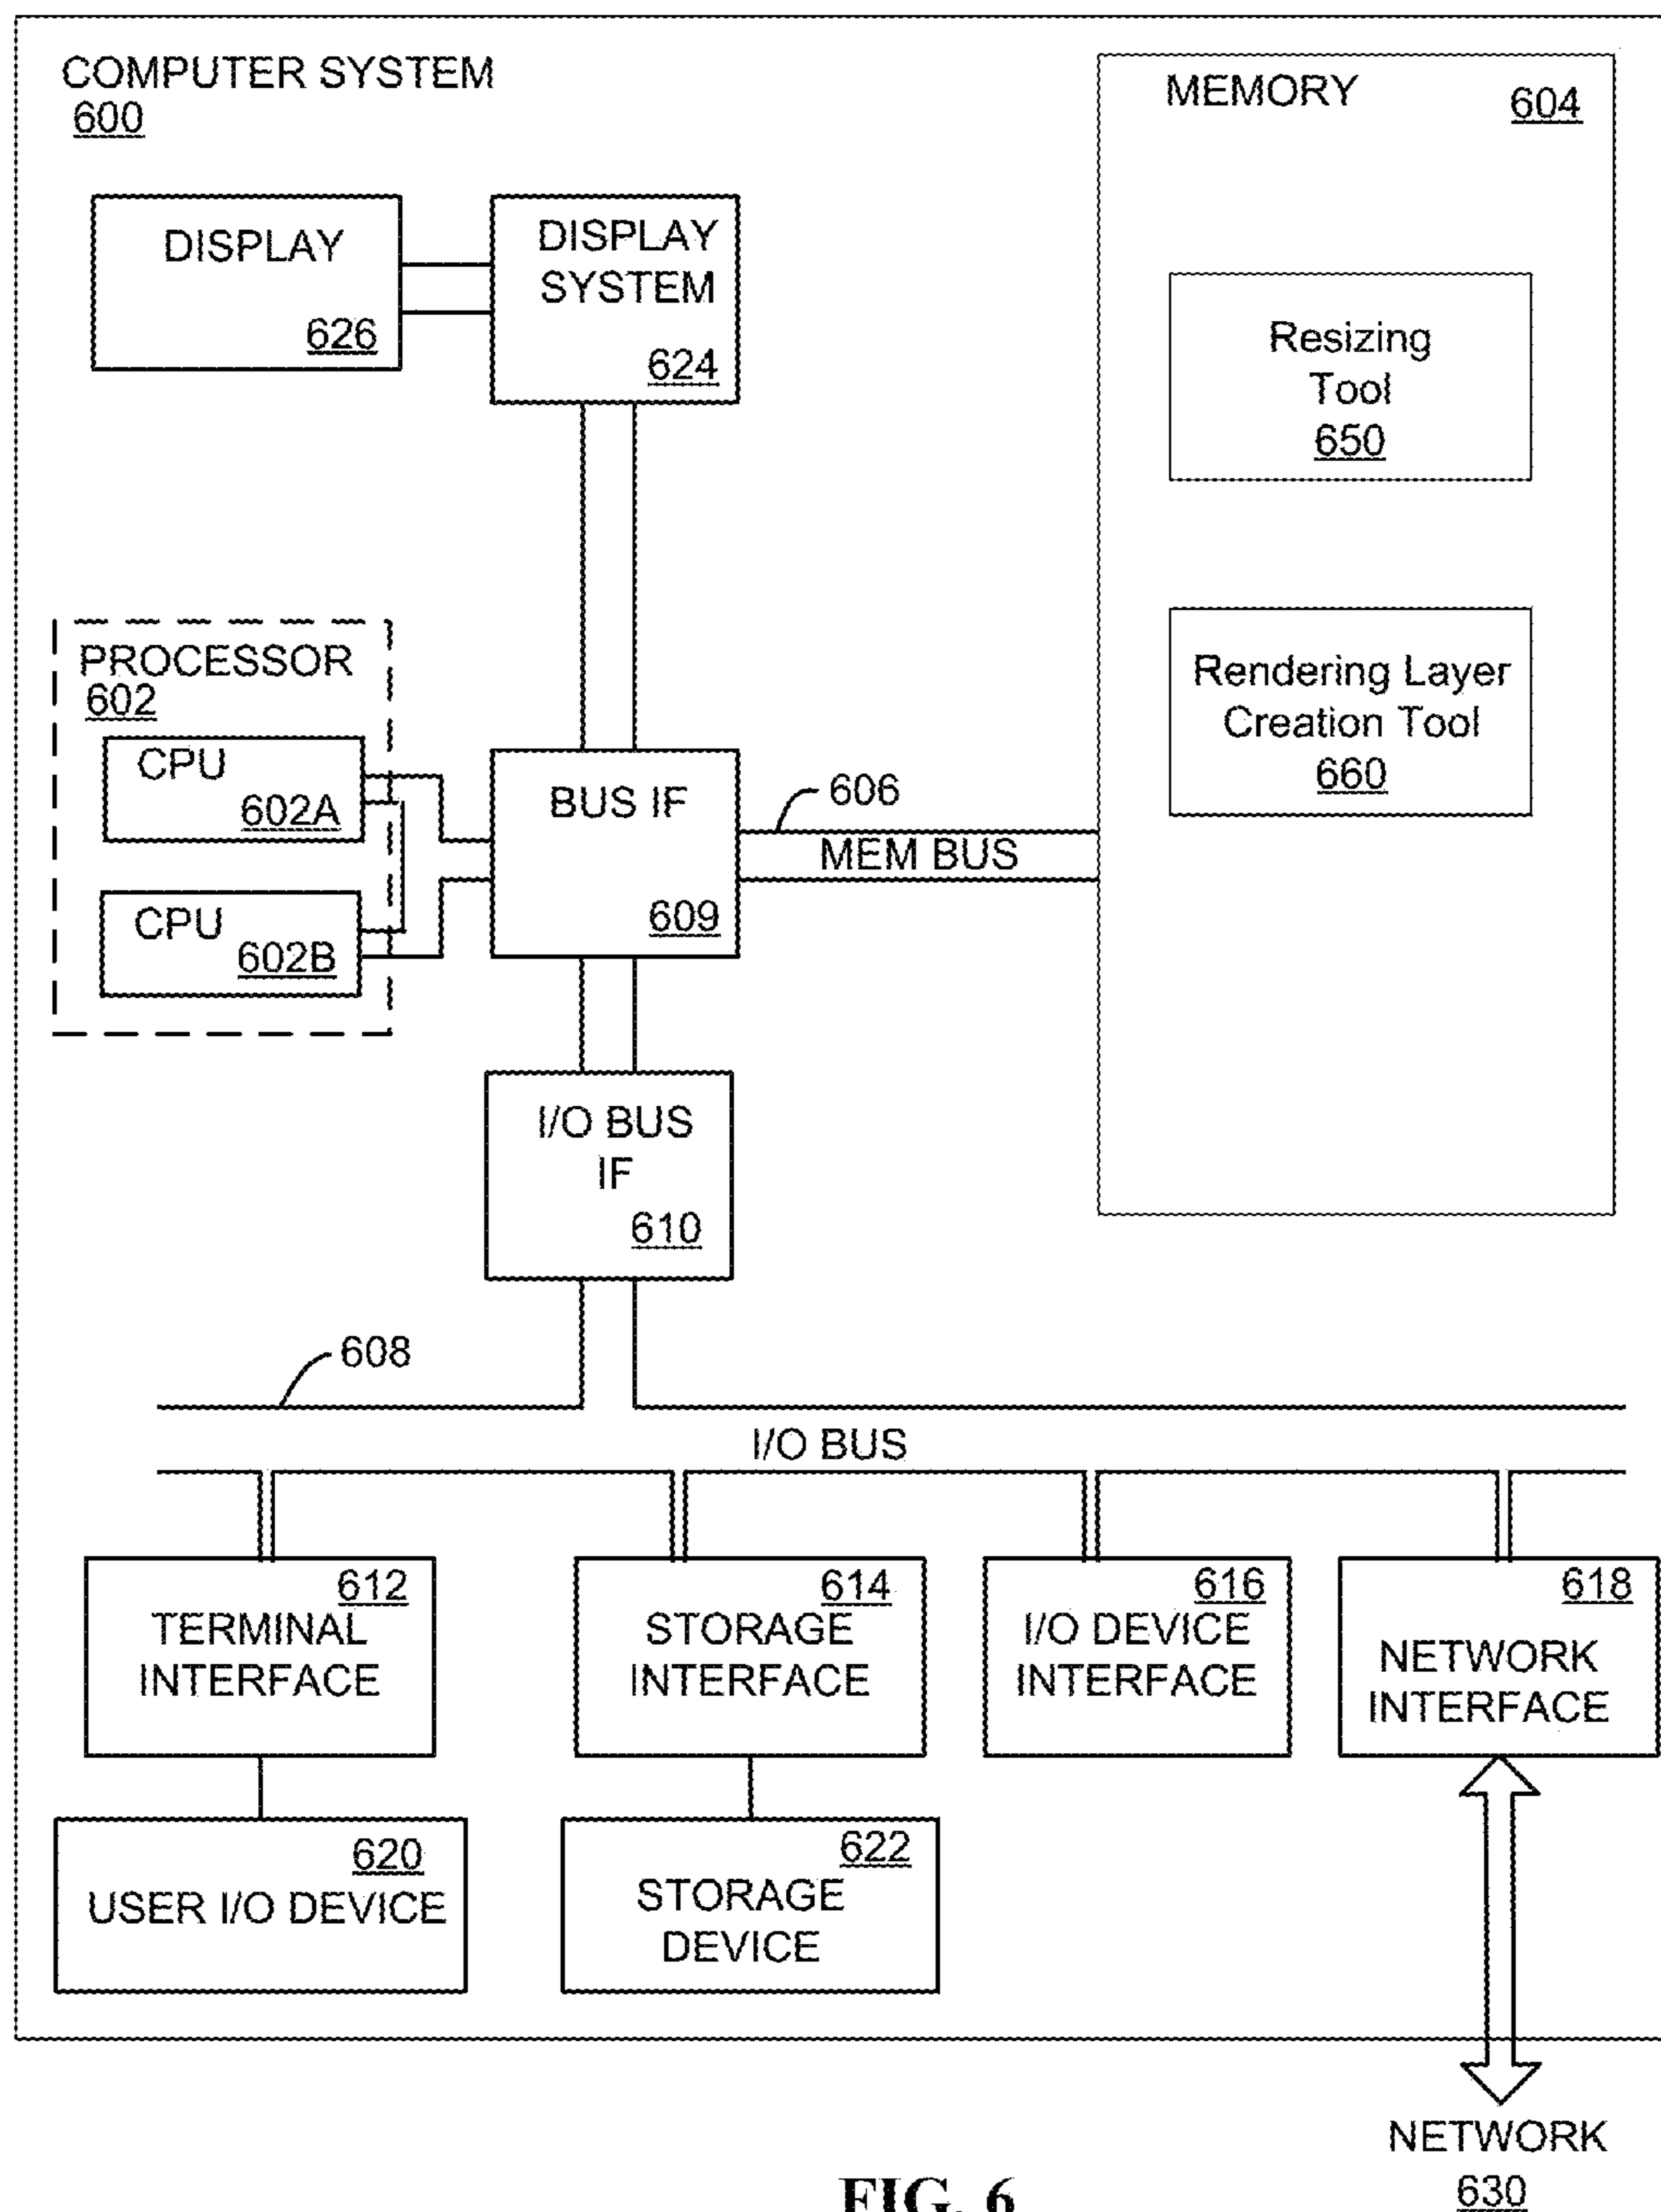 COMPUTER SYSTEM
600
MEMORY
604
DISPLAY
626
DISPLAY
SYSTEM
624
Resizing
Tool
650
Rendering Layer
Creation Tool
660
PROCESSOR
602
CPU
602A
CPU
602B
BUS IF
609
606
MEM BUS
I/O BUS
IF
610
608
I/O BUS
612
TERMINAL
INTERFACE
614
STORAGE
INTERFACE
616
I/O DEVICE
INTERFACE
618
NETWORK
INTERFACE
620
USER I/O DEVICE
622
STORAGE
DEVICE
NETWORK
630
FIG. 6